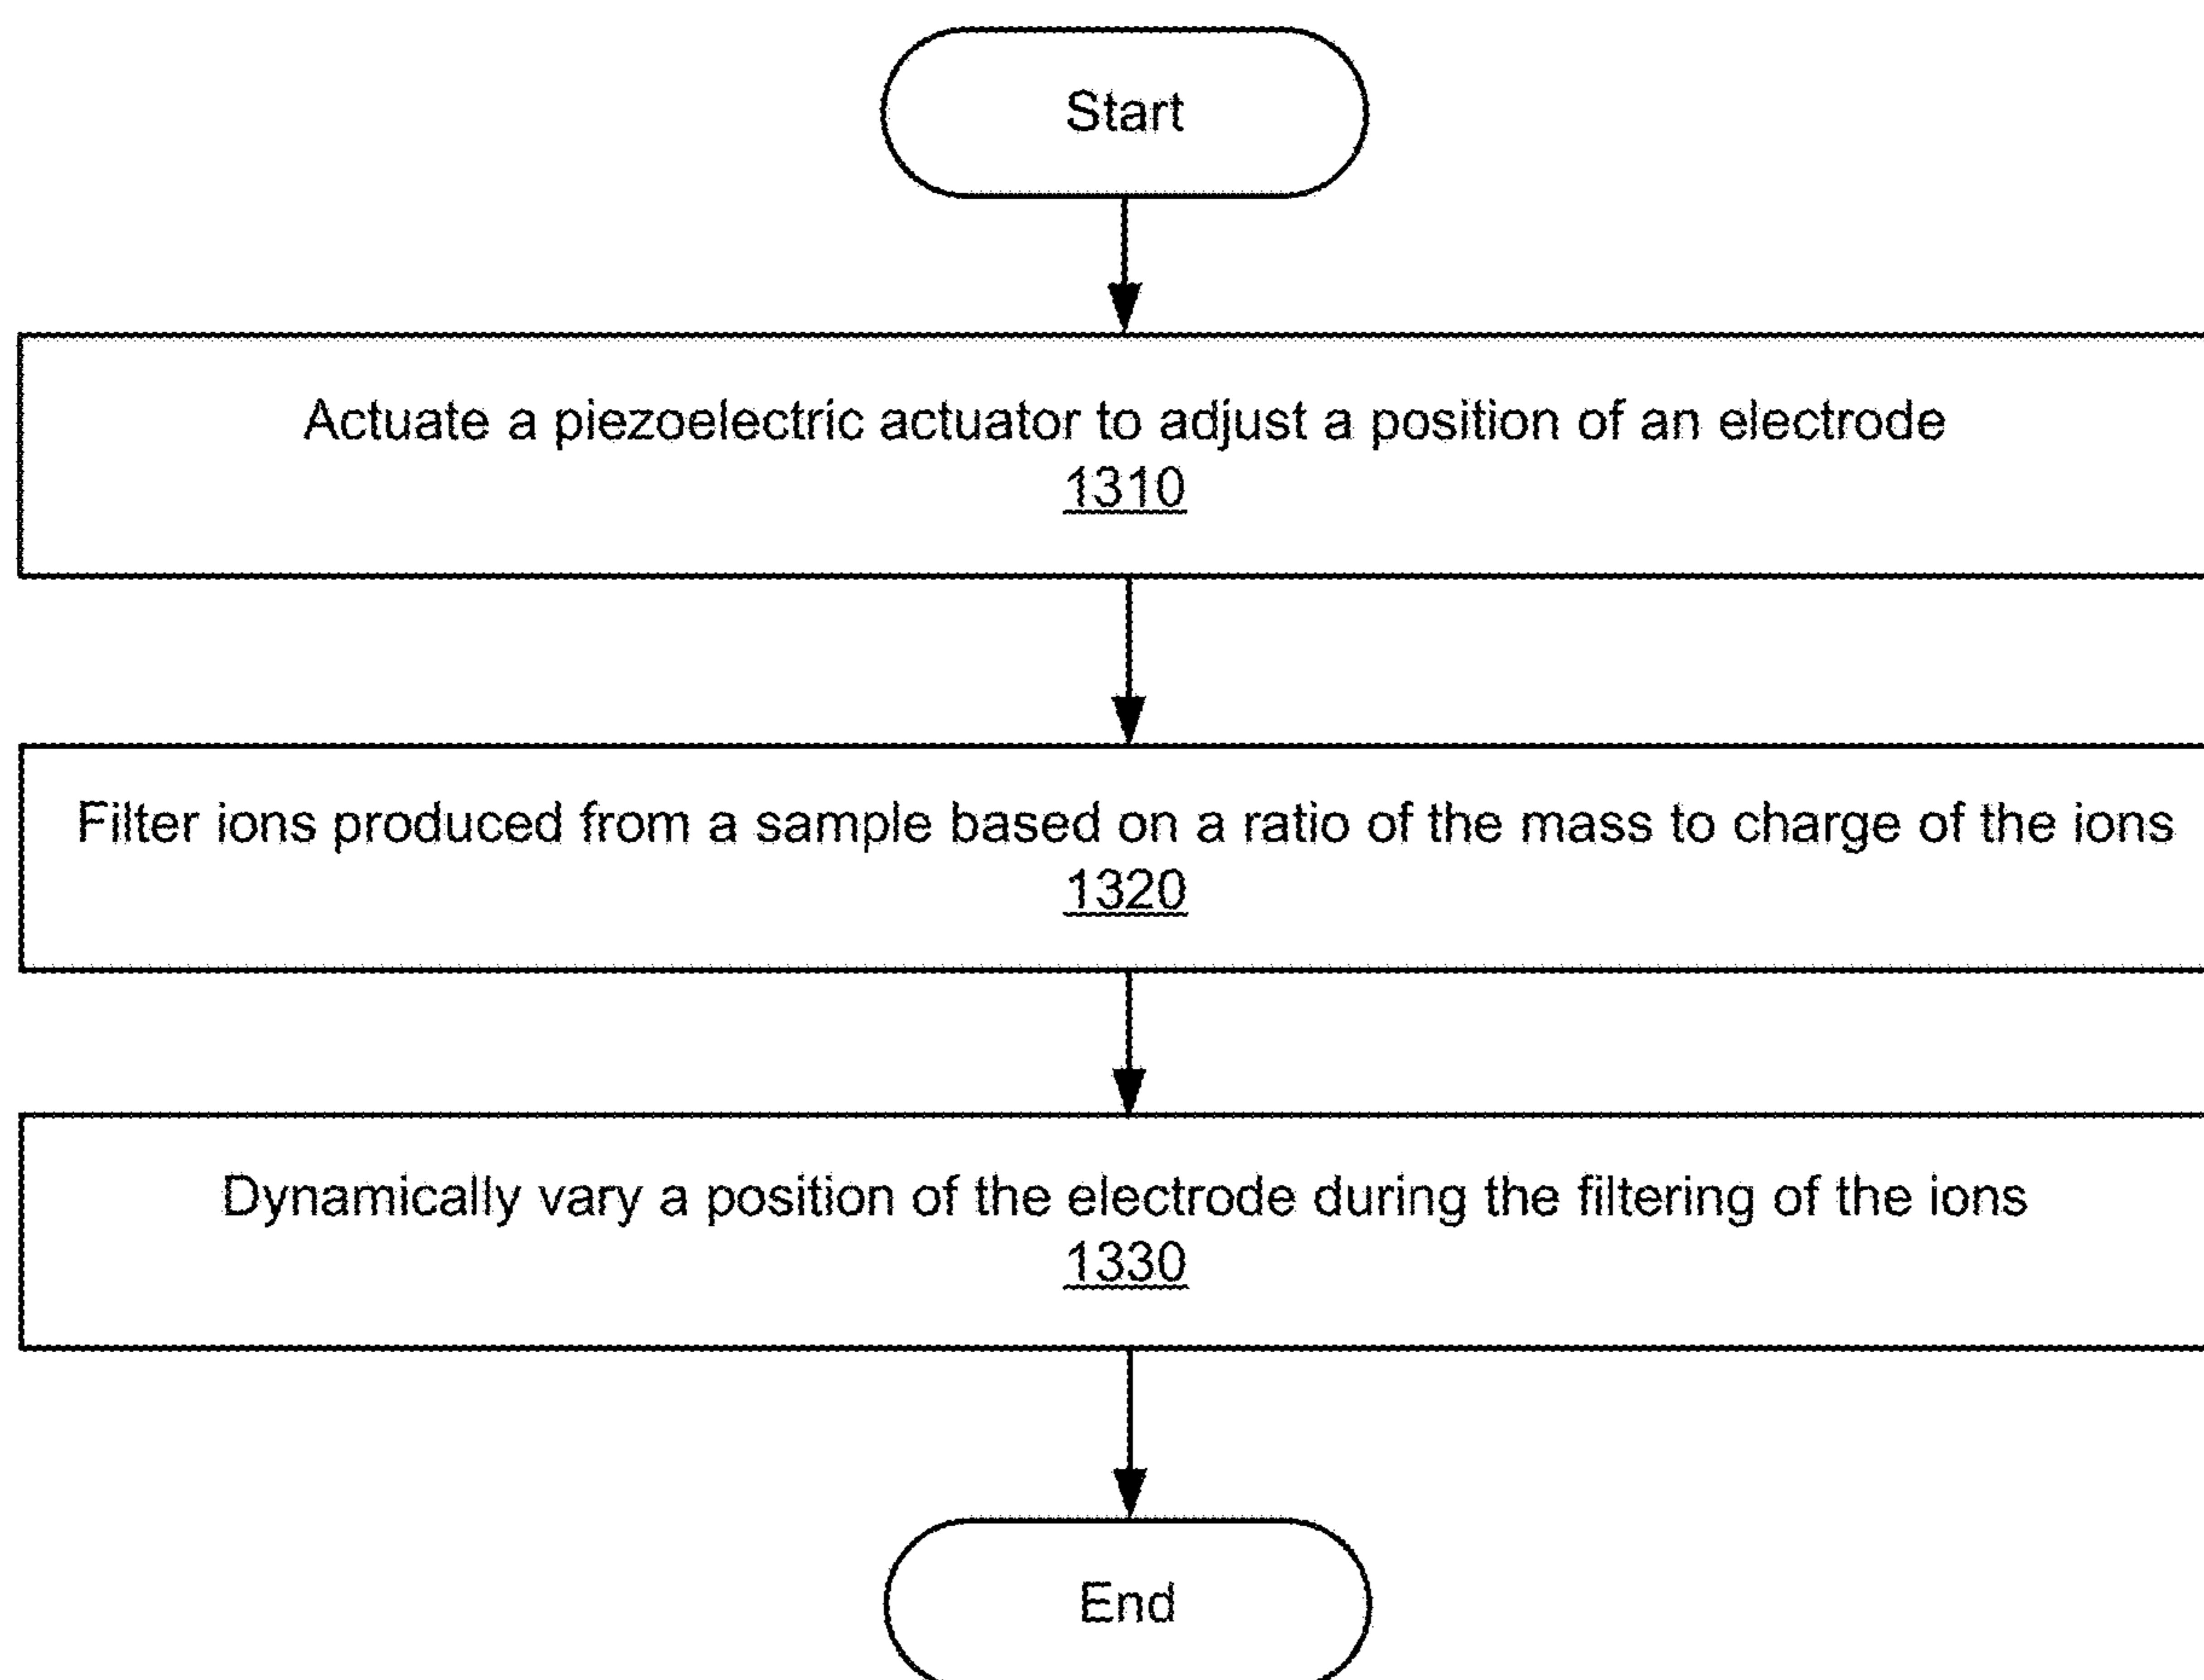 Start
Actuate a piezoelectric actuator to adjust a position of an electrode
1310
Filter ions produced from a sample based on a ratio of the mass to charge of the ions
1320
Dynamically vary a position of the electrode during the filtering of the ions
1330
End